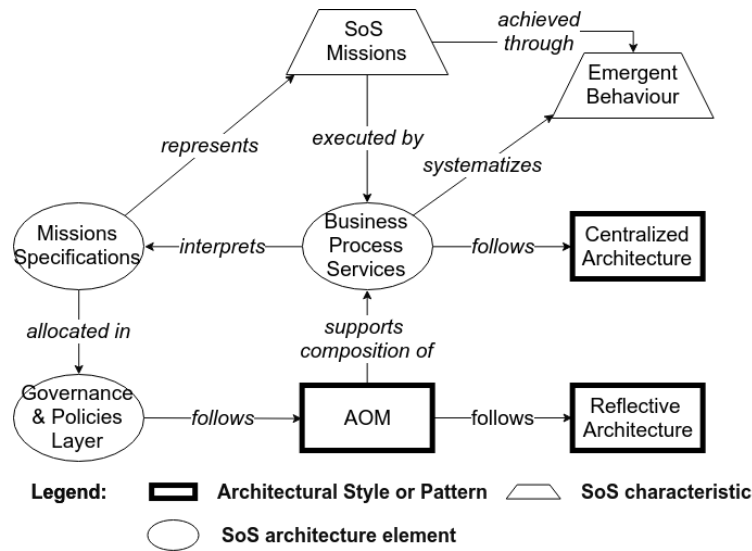 SoS
Missions
achieved
through
Emergent
Behaviour
represents
executed by
systematizes
Missions
Specifications
interprets
Business
Process
Services
follows
Centralized
Architecture
allocated in
supports
composition of
Governance
& Policies
Layer
follows
AOM
follows
Reflective
Architecture
Legend:
Architectural Style or Pattern
SoS characteristic
SoS architecture element